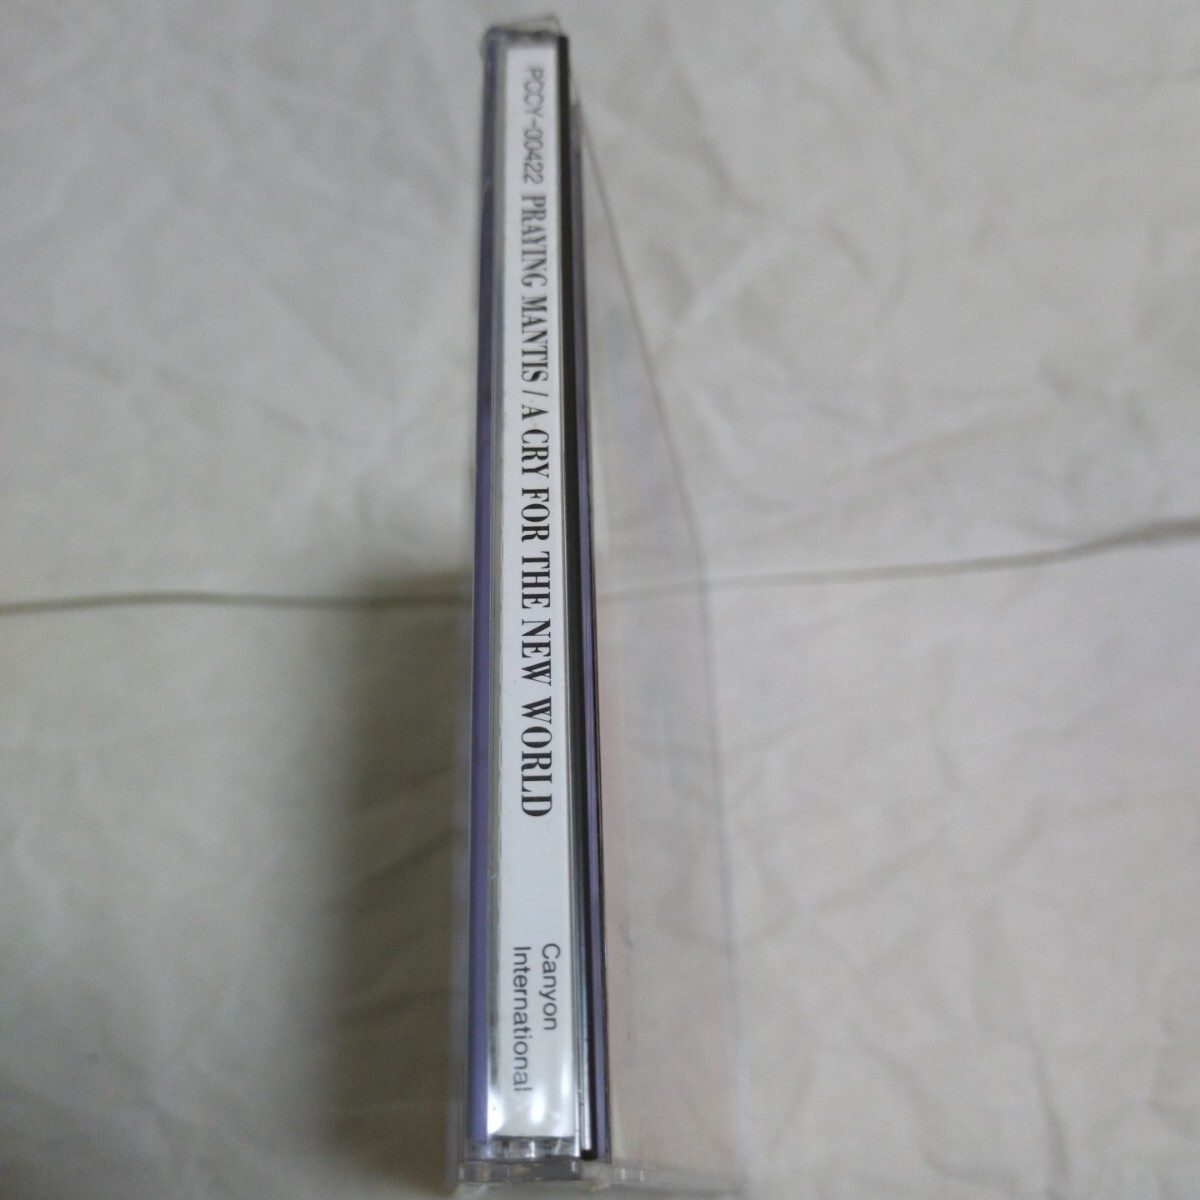 PCCY-00422 PRAYING MANTIS / A CRY FOR THE NEW WORLD
Canyon
International